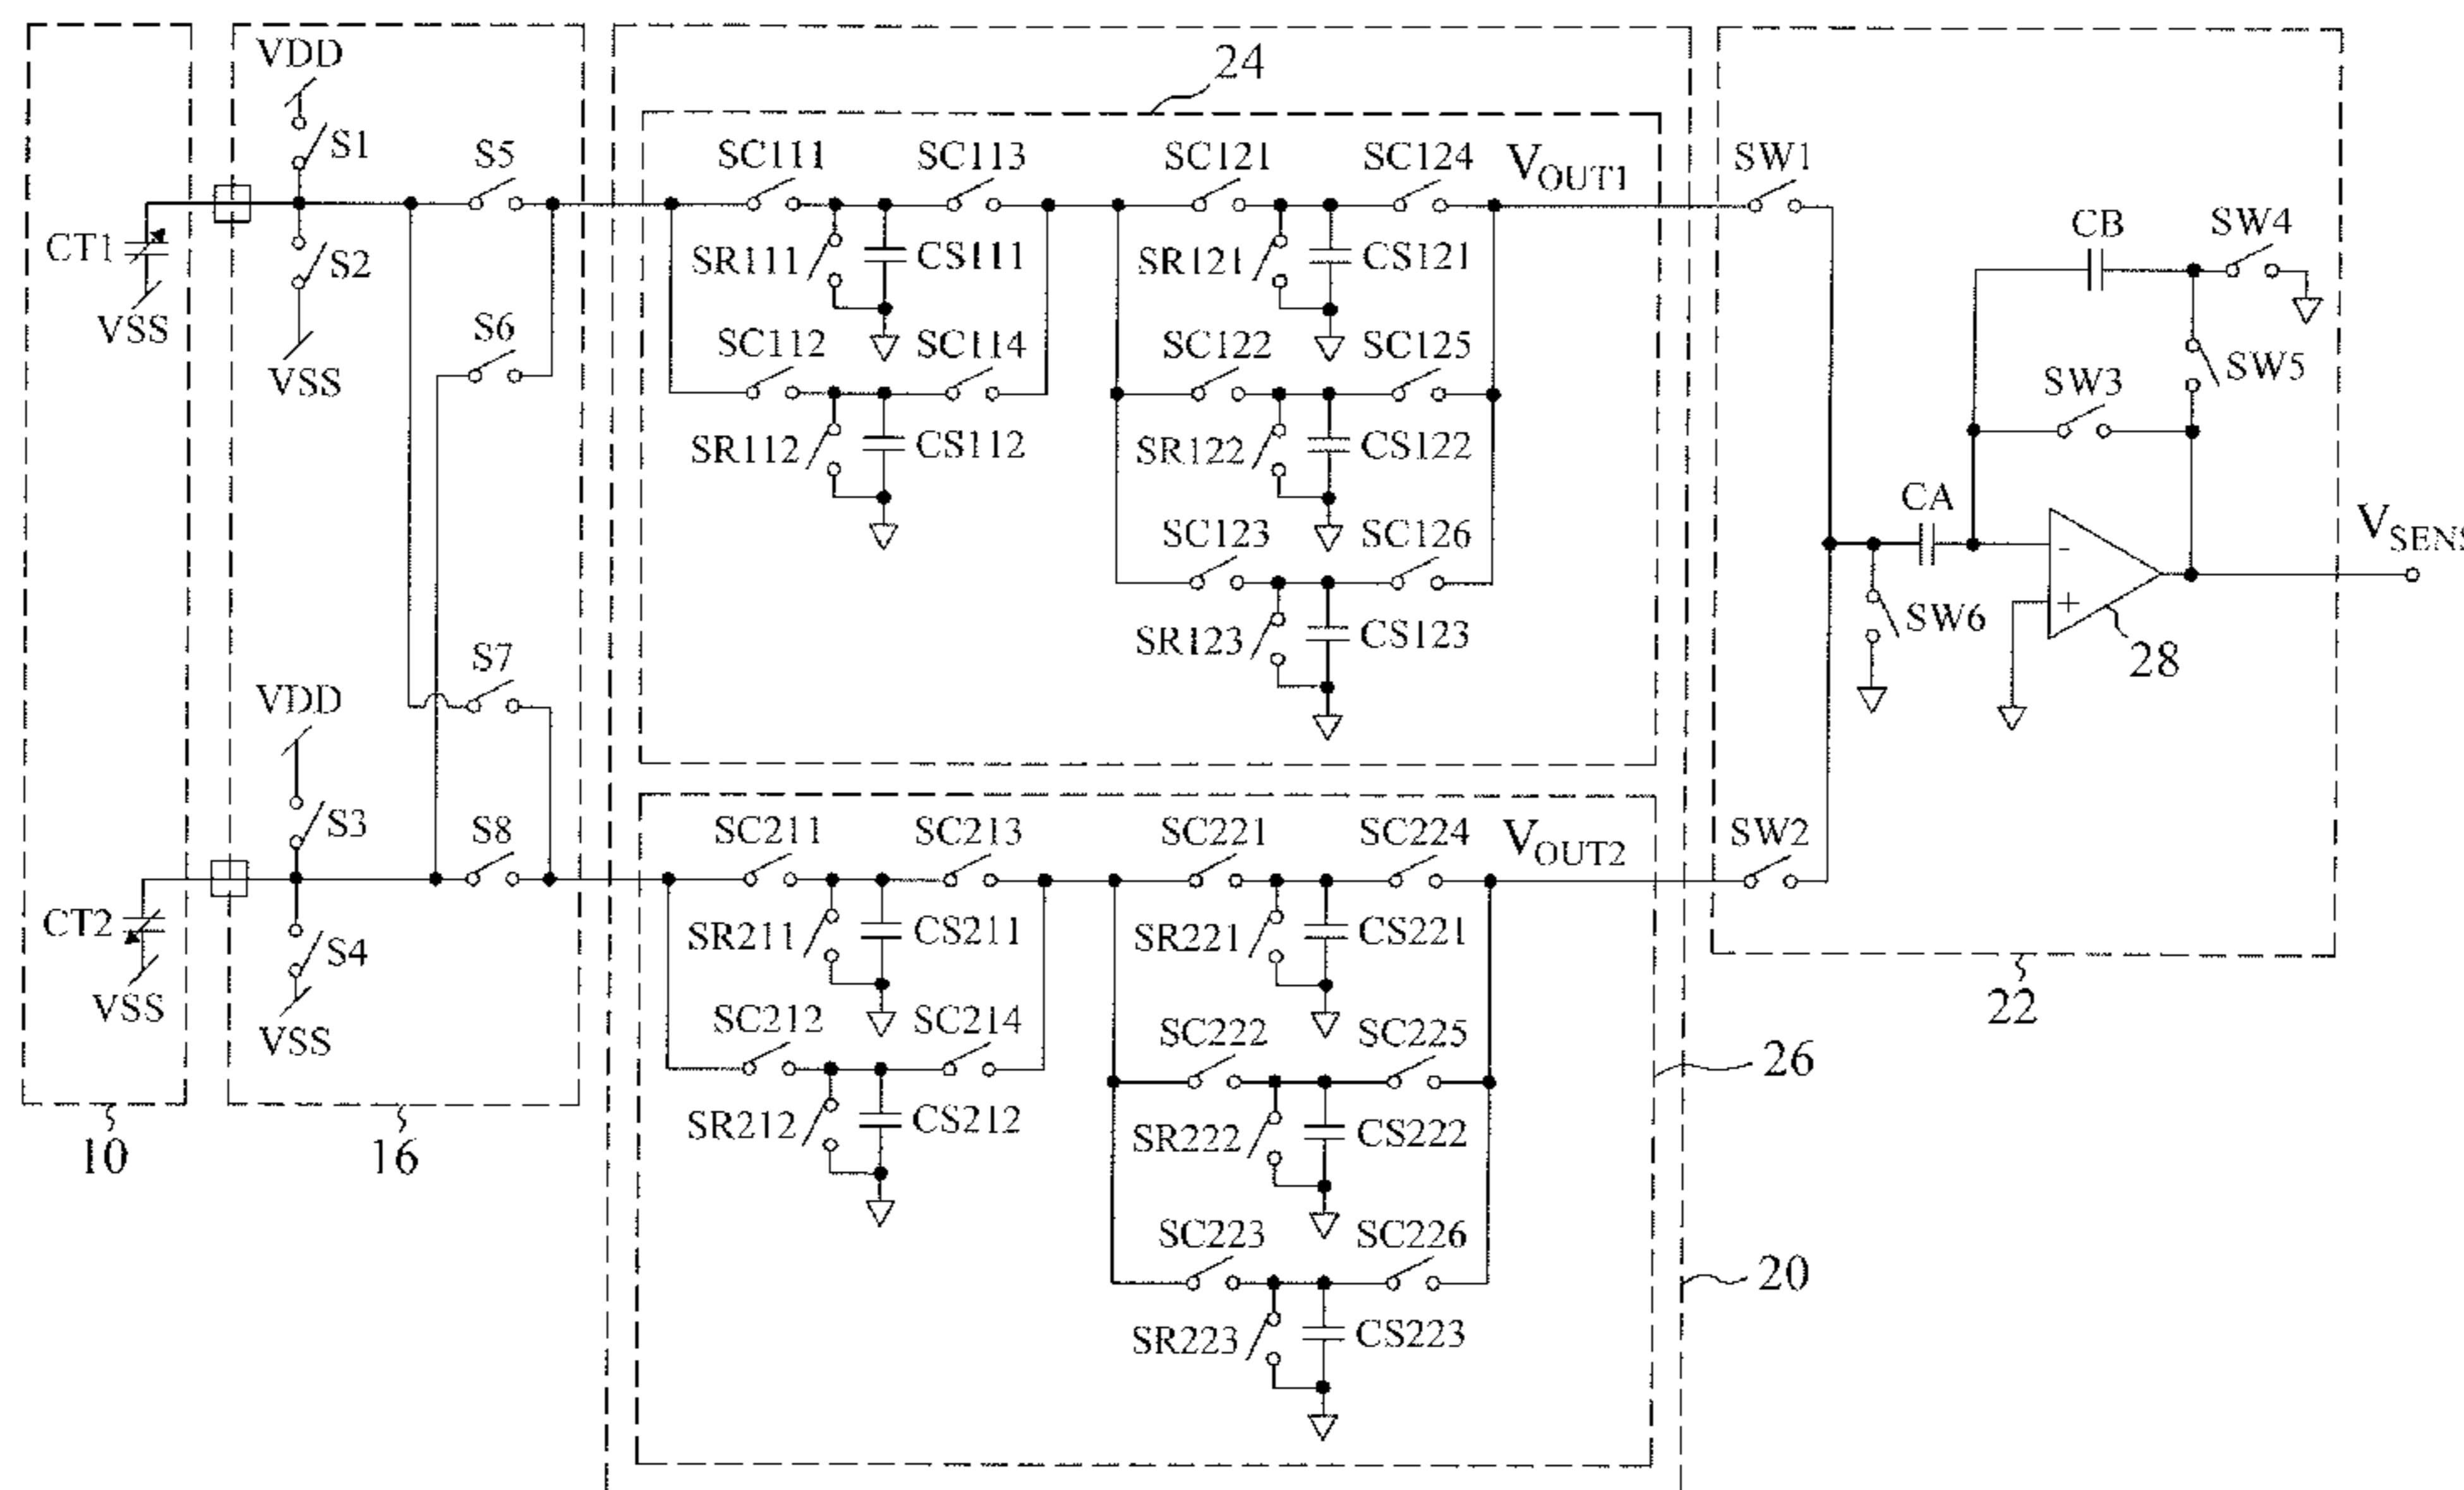 24
VDD
S1
S5
SC111
SC113
SC121
SC124
VOUT1
SW1
CT1
S2
SR111
CS111
SR121
CS121
CB
SW4
VSS
S6
SC112
SC114
SC122
SC125
VSS
SW3
SW5
SR112
CS112
SR122
CS122
SC123
SC126
CA
VSENS
-
+
SW6
SR123
CS123
28
S7
VDD
S3
S8
SC211
SC213
SC221
SC224
VOUT2
SW2
CT2
S4
SR211
CS211
SR221
CS221
VSS
VSS
SC212
SC214
SC222
SC225
22
26
10
16
SR212
CS212
SR222
CS222
SC223
SC226
20
SR223
CS223